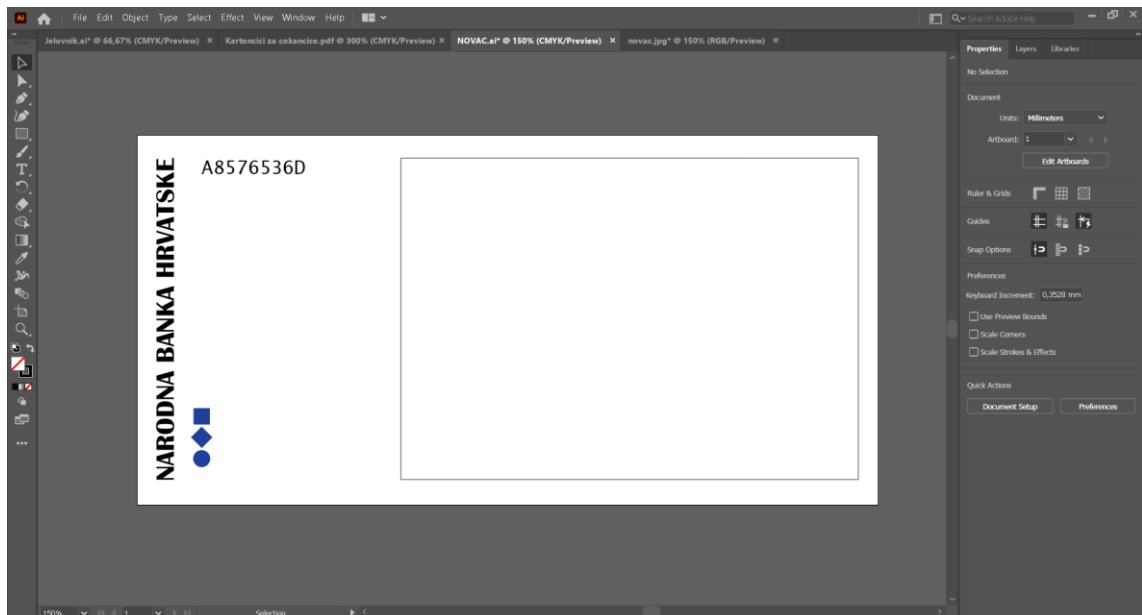 Ai File Edit Object Type Select Effect View Window Help Search Adobe Help
Jelovnik.ai* @ 66,67% (CMYK/Preview) × Kartoncici za cokancice.pdf @ 300% (CMYK/Preview) × NOVAC.ai* @ 150% (CMYK/Preview) × novac.jpg* @ 150% (RGB/Preview) ×
Properties Layers Libraries
No Selection
Document
Units: Millimeters
Artboard: 1
Edit Artboards
Ruler & Grids
Guides
Snap Options
Preferences
Keyboard Increment: 0,3528 mm
Use Preview Bounds
Scale Corners
Scale Strokes & Effects
Quick Actions
Document Setup Preferences
NARODNA BANKA HRVATSKE
A8576536D
150% 1 Selection